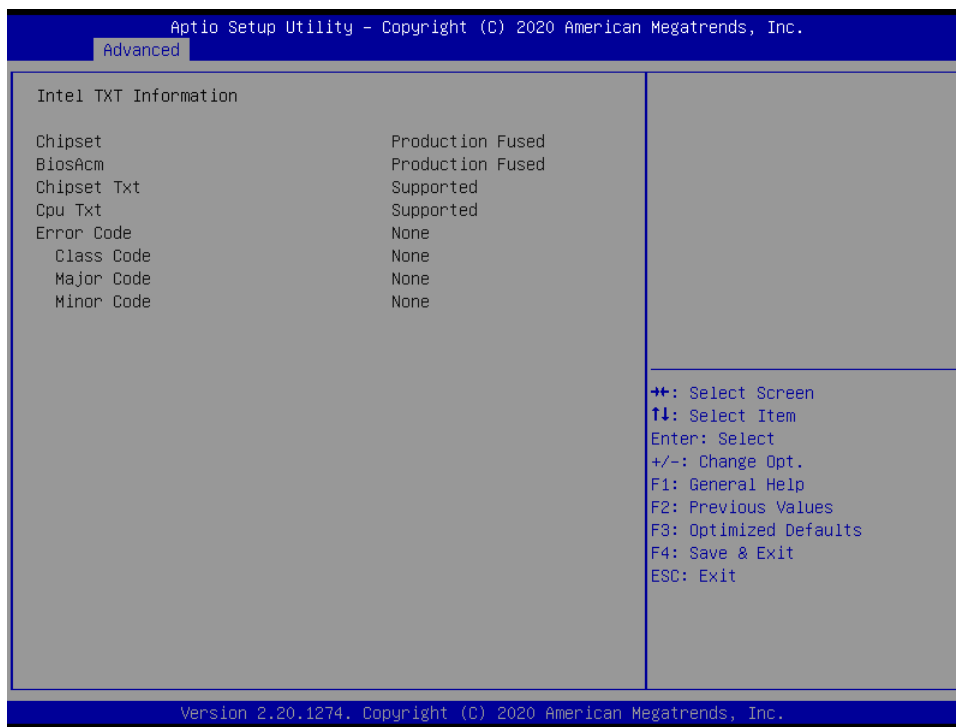 Aptio Setup Utility – Copyright (C) 2020 American Megatrends, Inc.
Advanced
Intel TXT Information
Chipset Production Fused
BiosAcm Production Fused
Chipset Txt Supported
Cpu Txt Supported
Error Code None
Class Code None
Major Code None
Minor Code None
→←: Select Screen
↑↓: Select Item
Enter: Select
+/-: Change Opt.
F1: General Help
F2: Previous Values
F3: Optimized Defaults
F4: Save & Exit
ESC: Exit
Version 2.20.1274. Copyright (C) 2020 American Megatrends, Inc.